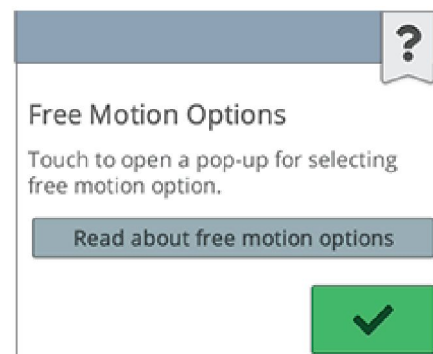 ?
Free Motion Options
Touch to open a pop-up for selecting
free motion option.
Read about free motion options